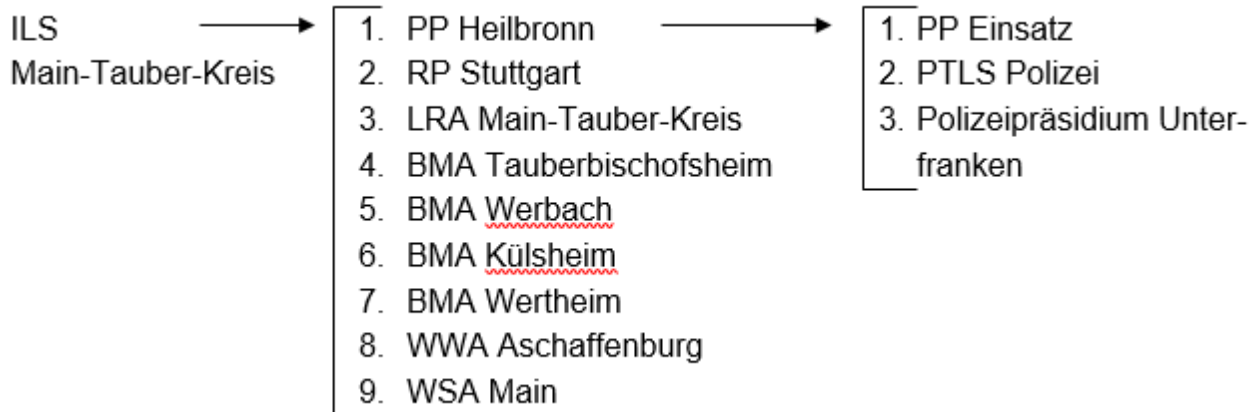 ILS
Main-Tauber-Kreis
1. PP Heilbronn
2. RP Stuttgart
3. LRA Main-Tauber-Kreis
4. BMA Tauberbischofsheim
5. BMA Werbach
6. BMA Külsheim
7. BMA Wertheim
8. WWA Aschaffenburg
9. WSA Main
1. PP Einsatz
2. PTLS Polizei
3. Polizeipräsidium Unter-
franken